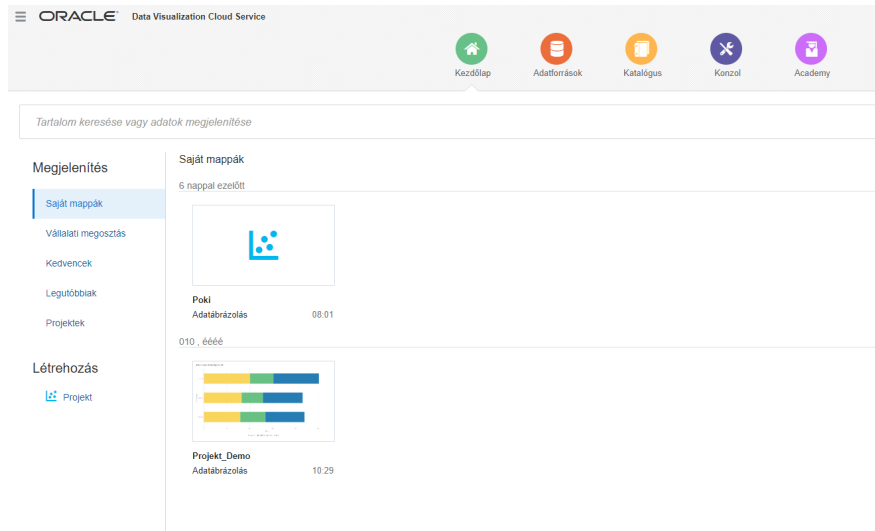 ORACLE Data Visualization Cloud Service
Kezdőlap Adatforrások Katalógus Konzol Academy
Tartalom keresése vagy adatok megjelenítése
Megjelenítés
Saját mappák
Vállalati megosztás
Kedvencek
Legutóbbiak
Projektek
Létrehozás
Projekt
Saját mappák
6 nappal ezelőtt
Poki
Adatábrázolás 08:01
010 , éééé
Projekt_Demo
Adatábrázolás 10:29